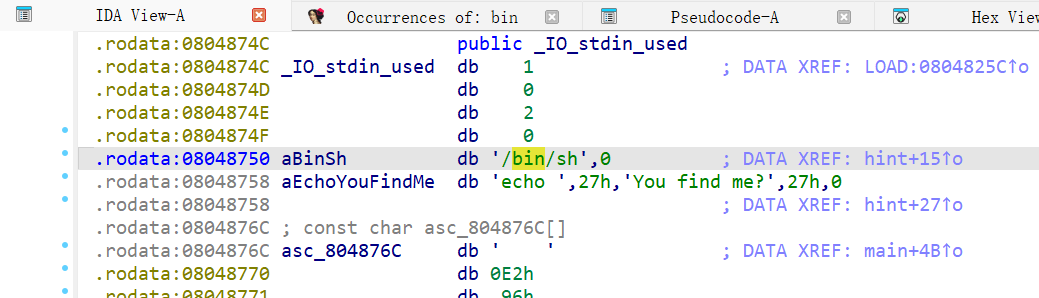 IDA View-A Occurrences of: bin Pseudocode-A Hex View
.rodata:0804874C public _IO_stdin_used
.rodata:0804874C _IO_stdin_used db 1 ; DATA XREF: LOAD:0804825C↑o
.rodata:0804874D db 0
.rodata:0804874E db 2
.rodata:0804874F db 0
.rodata:08048750 aBinSh db '/bin/sh',0 ; DATA XREF: hint+15↑o
.rodata:08048758 aEchoYouFindMe db 'echo ',27h,'You find me?',27h,0
.rodata:08048758 ; DATA XREF: hint+27↑o
.rodata:0804876C ; const char asc_804876C[]
.rodata:0804876C asc_804876C db '    ' ; DATA XREF: main+4B↑o
.rodata:08048770 db 0E2h
.rodata:08048771 db 96h